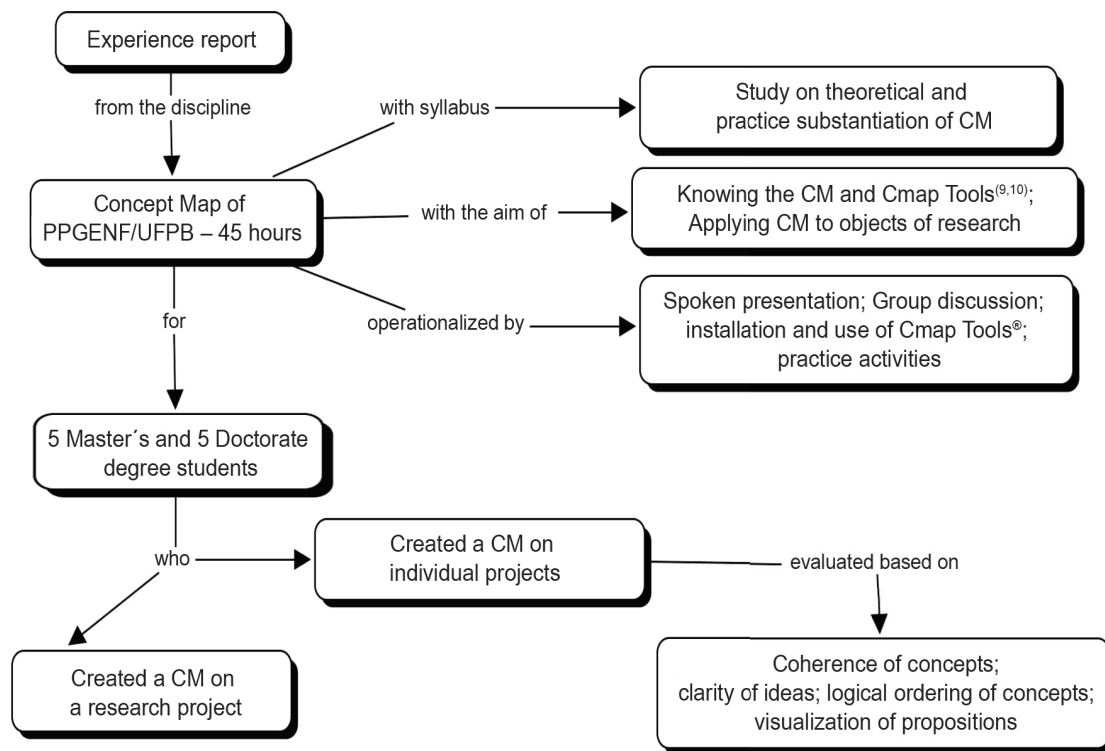 Experience report
from the discipline
with syllabus
Study on theoretical and
practice substantiation of CM
Concept Map of
PPGENF/UFPB – 45 hours
with the aim of
Knowing the CM and Cmap Tools(9,10);
Applying CM to objects of research
for
operationalized by
Spoken presentation; Group discussion;
installation and use of Cmap Tools®;
practice activities
5 Master´s and 5 Doctorate
degree students
who
Created a CM on
individual projects
evaluated based on
Created a CM on
a research project
Coherence of concepts;
clarity of ideas; logical ordering of concepts;
visualization of propositions